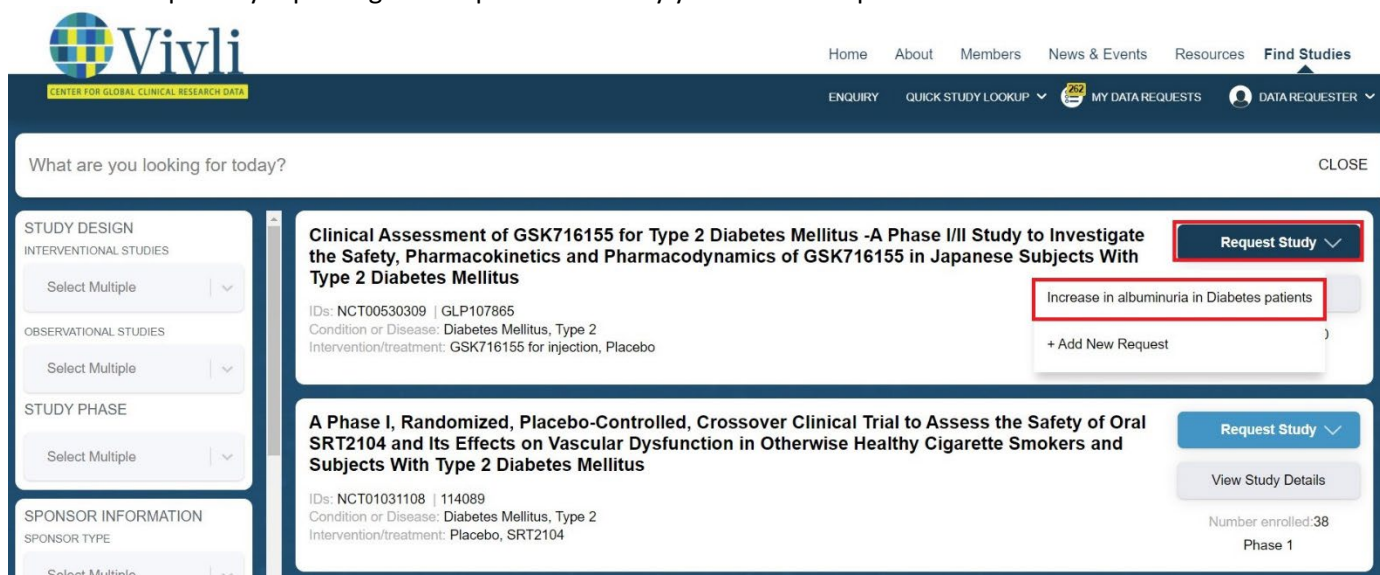 Vivli
CENTER FOR GLOBAL CLINICAL RESEARCH DATA
Home About Members News & Events Resources Find Studies
ENQUIRY QUICK STUDY LOOKUP 262 MY DATA REQUESTS DATA REQUESTER
What are you looking for today? CLOSE
STUDY DESIGN
INTERVENTIONAL STUDIES
Select Multiple
OBSERVATIONAL STUDIES
Select Multiple
STUDY PHASE
Select Multiple
SPONSOR INFORMATION
SPONSOR TYPE
Select Multiple
Clinical Assessment of GSK716155 for Type 2 Diabetes Mellitus -A Phase I/II Study to Investigate
the Safety, Pharmacokinetics and Pharmacodynamics of GSK716155 in Japanese Subjects With
Type 2 Diabetes Mellitus
IDs: NCT00530309 | GLP107865
Condition or Disease: Diabetes Mellitus, Type 2
Intervention/treatment: GSK716155 for injection, Placebo
Request Study
Increase in albuminuria in Diabetes patients
+ Add New Request
A Phase I, Randomized, Placebo-Controlled, Crossover Clinical Trial to Assess the Safety of Oral
SRT2104 and Its Effects on Vascular Dysfunction in Otherwise Healthy Cigarette Smokers and
Subjects With Type 2 Diabetes Mellitus
IDs: NCT01031108 | 114089
Condition or Disease: Diabetes Mellitus, Type 2
Intervention/treatment: Placebo, SRT2104
Request Study
View Study Details
Number enrolled:38
Phase 1